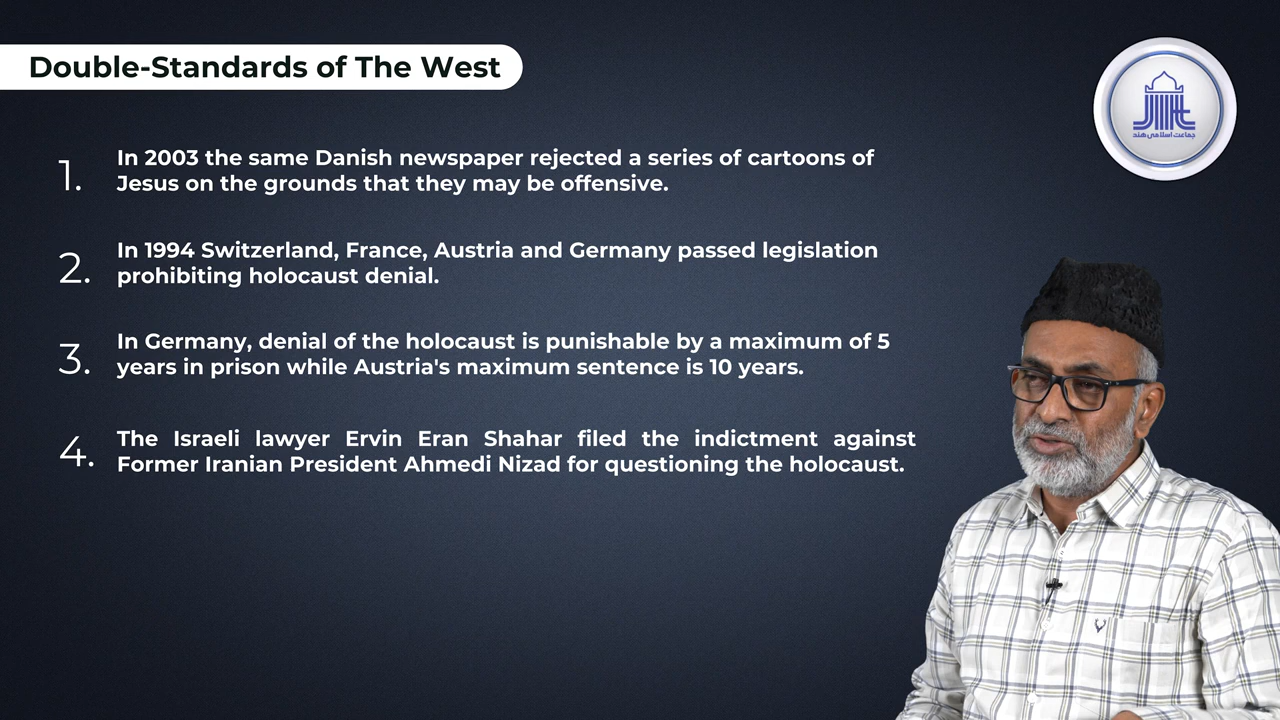 Double-Standards of The West
جماعت اسلامی هند
1. In 2003 the same Danish newspaper rejected a series of cartoons of
Jesus on the grounds that they may be offensive.
2. In 1994 Switzerland, France, Austria and Germany passed legislation
prohibiting holocaust denial.
3. In Germany, denial of the holocaust is punishable by a maximum of 5
years in prison while Austria's maximum sentence is 10 years.
4. The Israeli lawyer Ervin Eran Shahar filed the indictment against
Former Iranian President Ahmedi Nizad for questioning the holocaust.